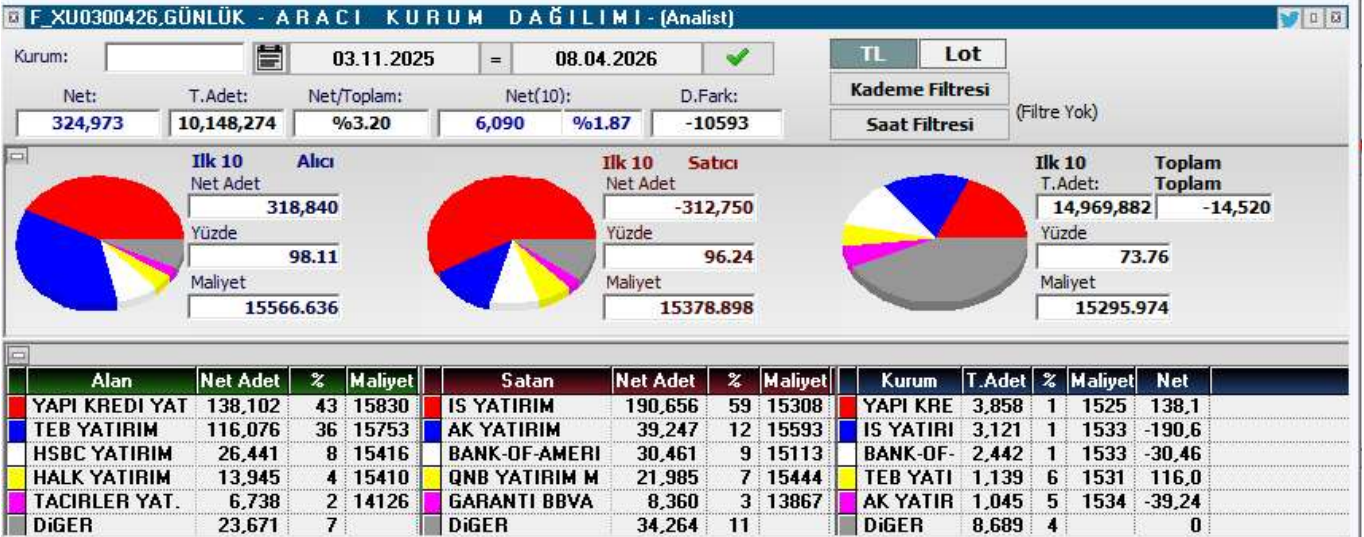 F_XU0300426,GÜNLÜK - ARACI KURUM DAĞILIMI - (Analist)
Kurum: 03.11.2025 = 08.04.2026 TL Lot
Kademe Filtresi
Net: T.Adet: Net/Toplam: Net(10): D.Fark:
324,973 10,148,274 %3.20 6,090 %1.87 -10593 Saat Filtresi (Filtre Yok)
Ilk 10 Alıcı Ilk 10 Satıcı Ilk 10 Toplam
Net Adet Net Adet T.Adet: Toplam
318,840 -312,750 14,969,882 -14,520
Yüzde Yüzde Yüzde
98.11 96.24 73.76
Maliyet Maliyet Maliyet
15566.636 15378.898 15295.974
Alan Net Adet % Maliyet Satan Net Adet % Maliyet Kurum T.Adet % Maliyet Net
YAPI KREDI YAT 138,102 43 15830 IS YATIRIM 190,656 59 15308 YAPI KRE 3,858 1 1525 138,1
TEB YATIRIM 116,076 36 15753 AK YATIRIM 39,247 12 15593 IS YATIRI 3,121 1 1533 -190,6
HSBC YATIRIM 26,441 8 15416 BANK-OF-AMERI 30,461 9 15113 BANK-OF- 2,442 1 1533 -30,46
HALK YATIRIM 13,945 4 15410 QNB YATIRIM M 21,985 7 15444 TEB YATI 1,139 6 1531 116,0
TACIRLER YAT. 6,738 2 14126 GARANTI BBVA 8,360 3 13867 AK YATIR 1,045 5 1534 -39,24
DiGER 23,671 7 DiGER 34,264 11 DiGER 8,689 4 0